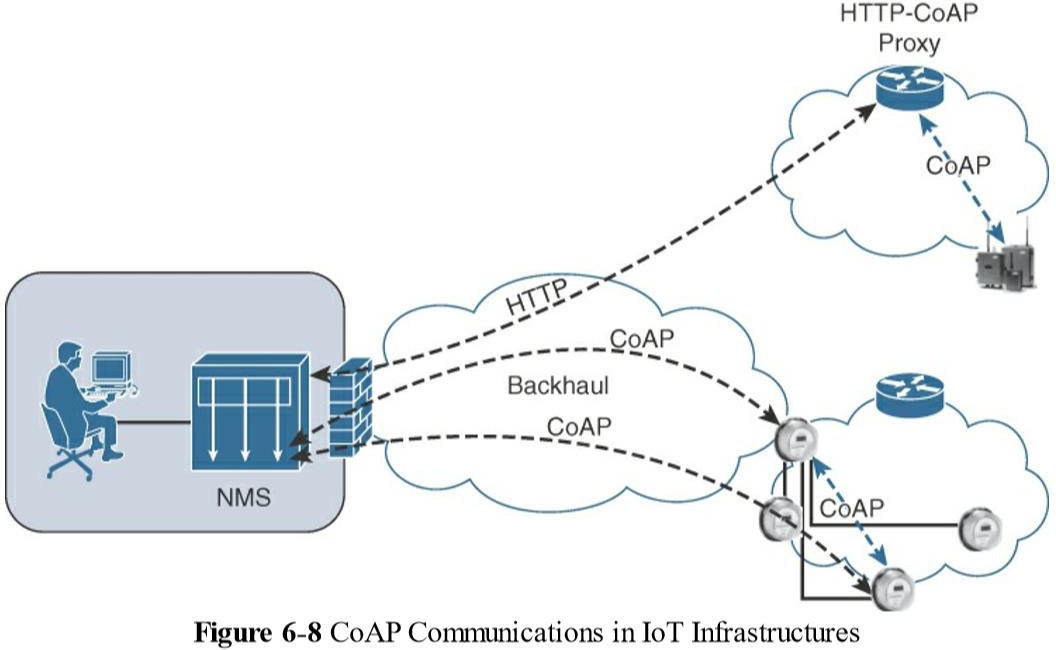 HTTP-CoAP
Proxy
CoAP
HTTP
CoAP
Backhaul
CoAP
NMS
CoAP
Figure 6-8 CoAP Communications in IoT Infrastructures